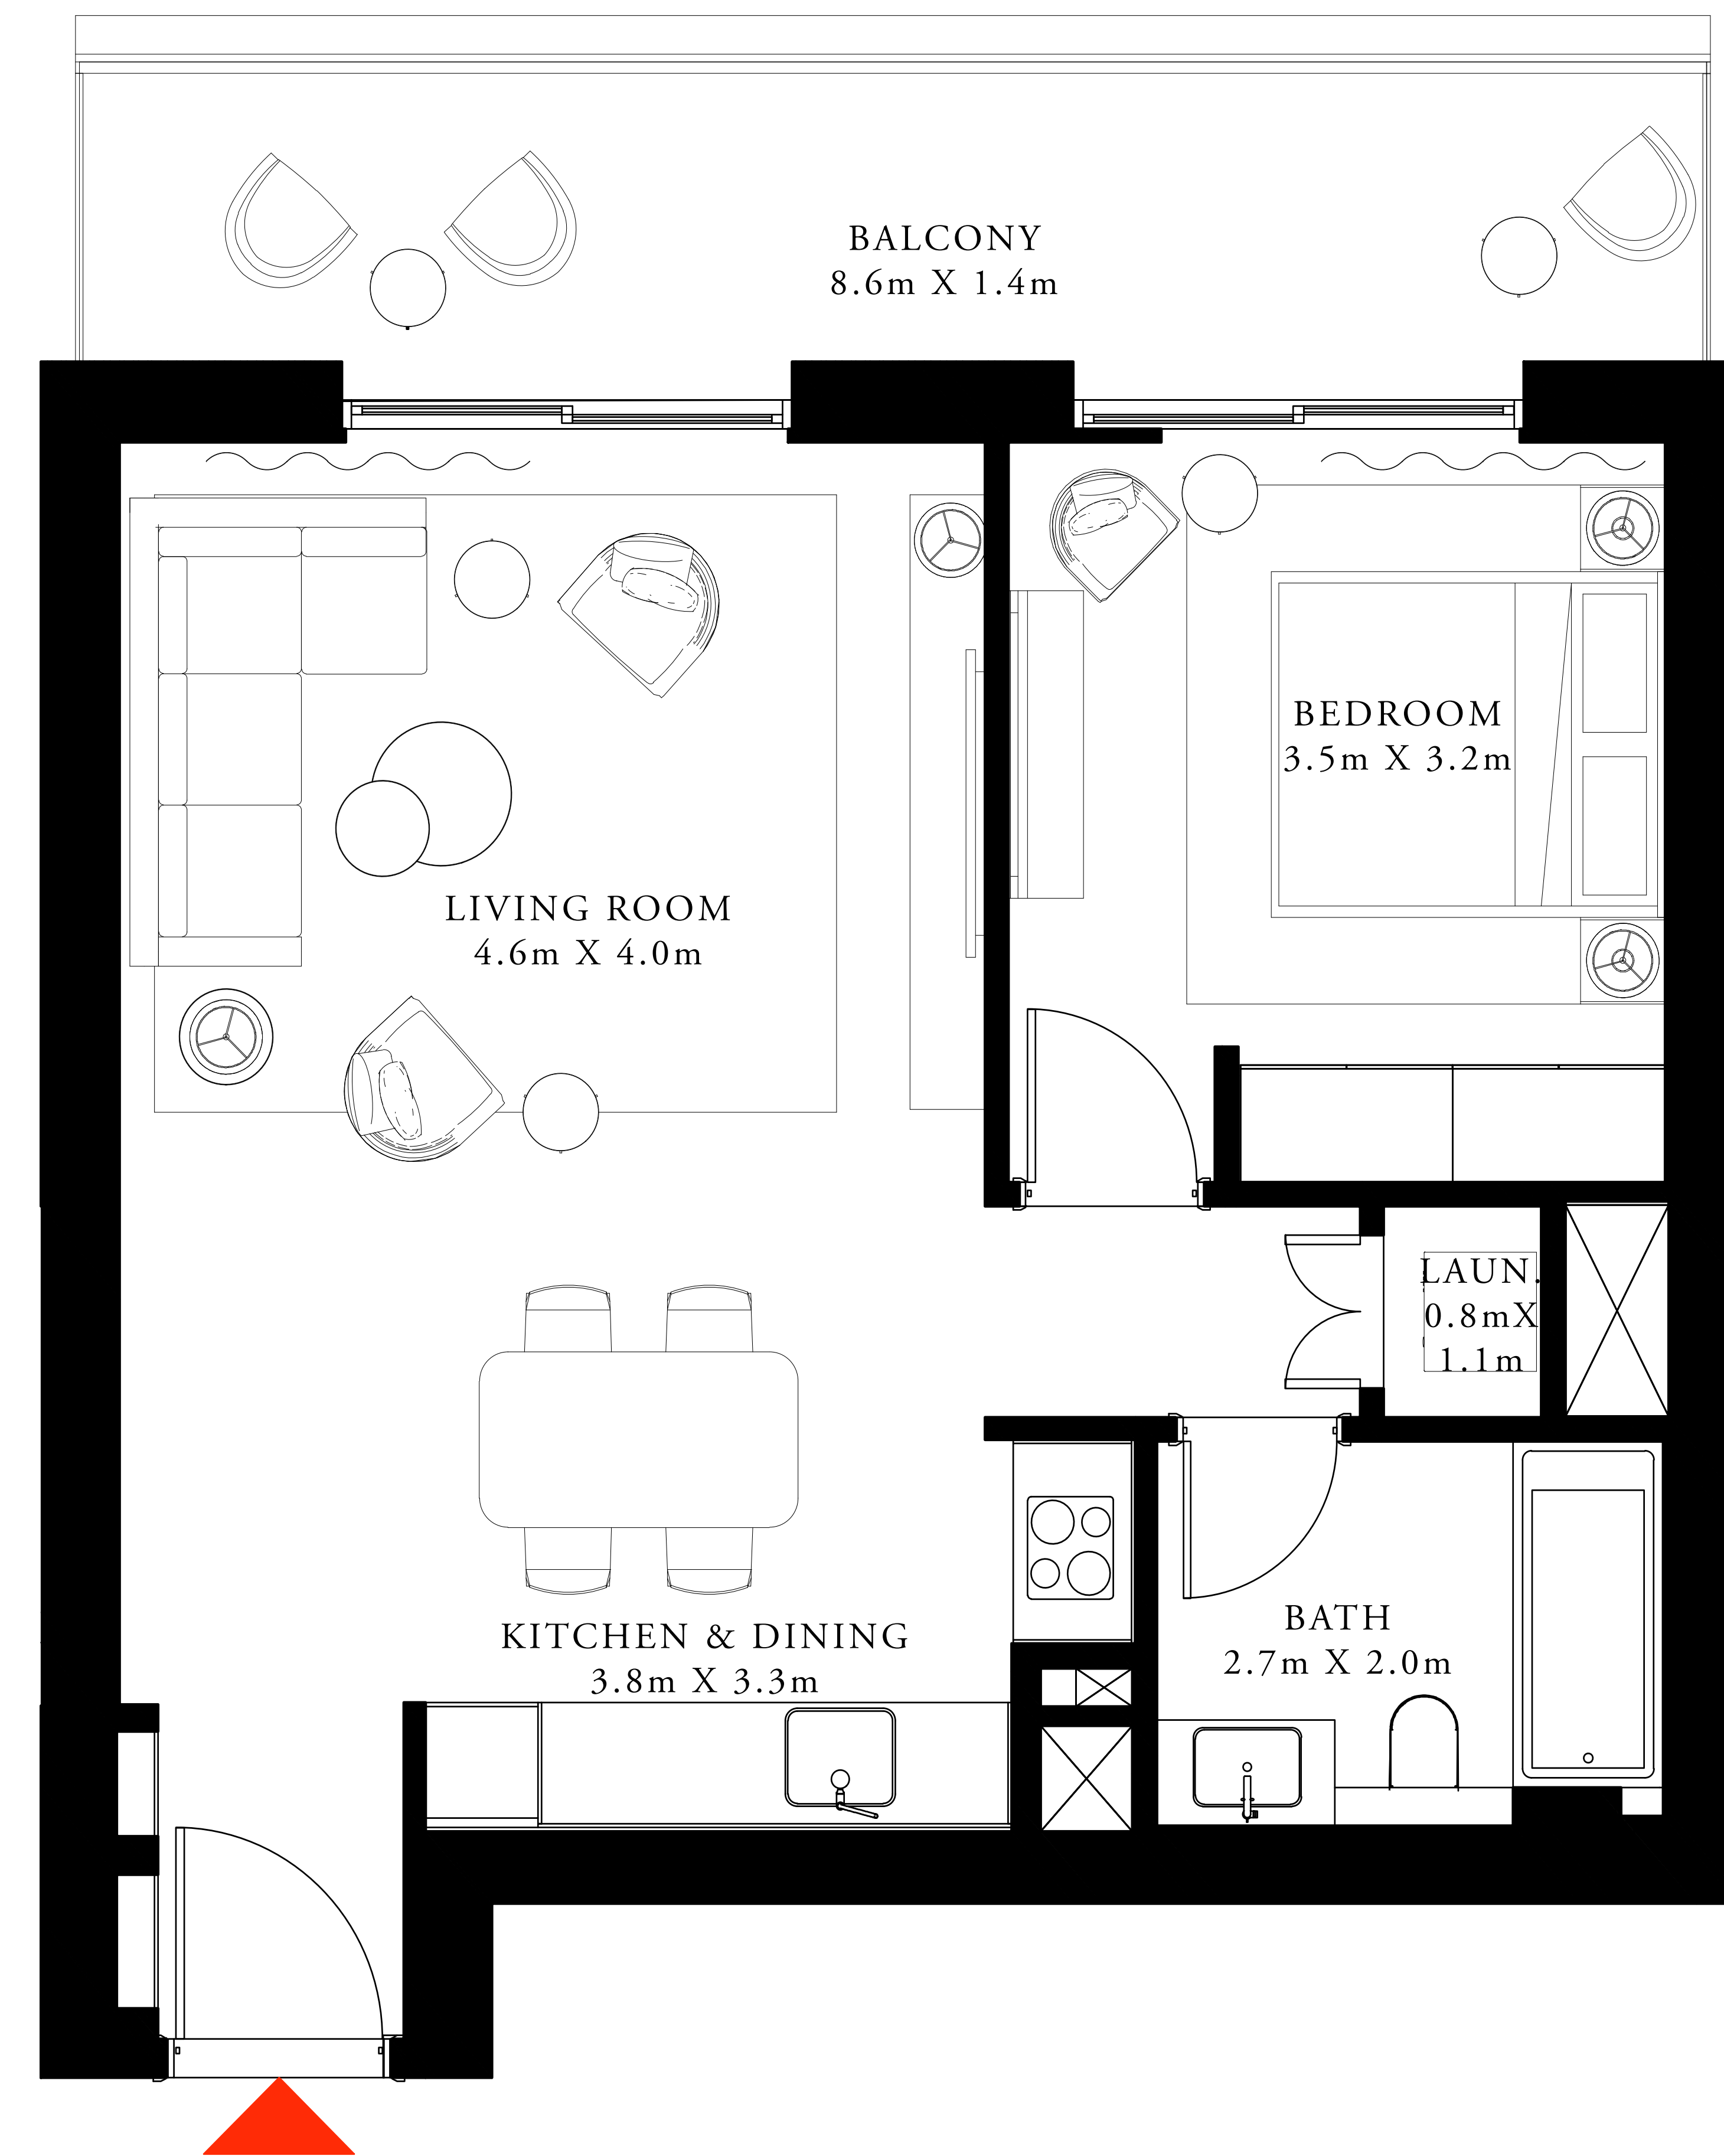 BALCONY
8.6m X 1.4m
BEDROOM
3.5m X 3.2m
LIVING ROOM
4.6m X 4.0m
LAUN.
0.8mX
1.1m
BATH
2.7m X 2.0m
KITCHEN & DINING
3.8m X 3.3m